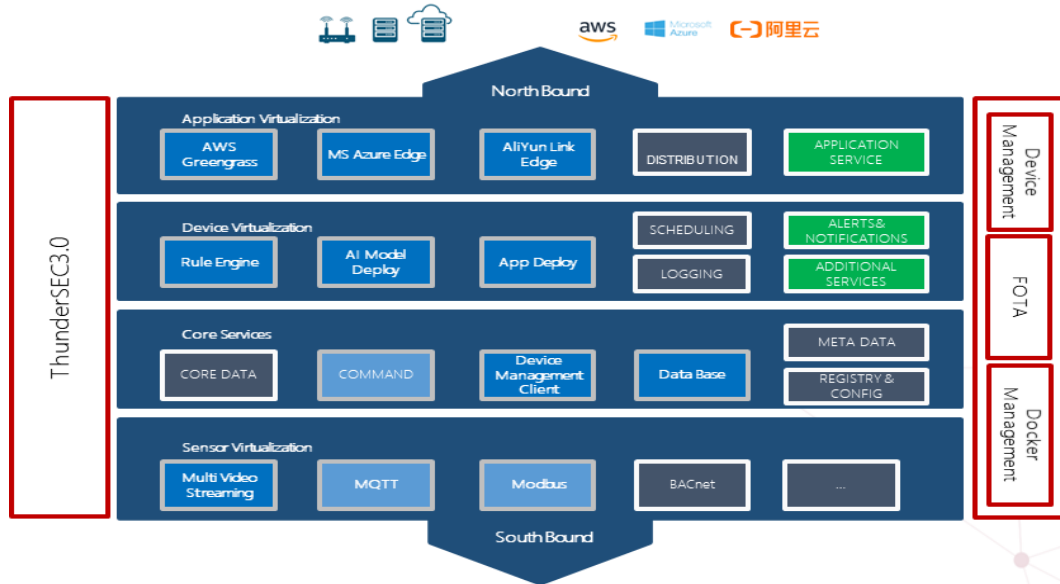 aws
Microsoft
Azure
阿里云
North Bound
ThunderSEC3.0
Application Virtualization
AWS
Greengrass
MS Azure Edge
AliYun Link
Edge
DISTRIBUTION
APPLICATION
SERVICE
Device Virtualization
Rule Engine
AI Model
Deploy
App Deploy
SCHEDULING
LOGGING
ALERTS&
NOTIFICATIONS
ADDITIONAL
SERVICES
Core Services
CORE DATA
COMMAND
Device
Management
Client
Data Base
META DATA
REGISTRY &
CONFIG
Sensor Virtualization
Multi Video
Streaming
MQTT
Modbus
BACnet
...
South Bound
Device
Management
FOTA
Docker
Management